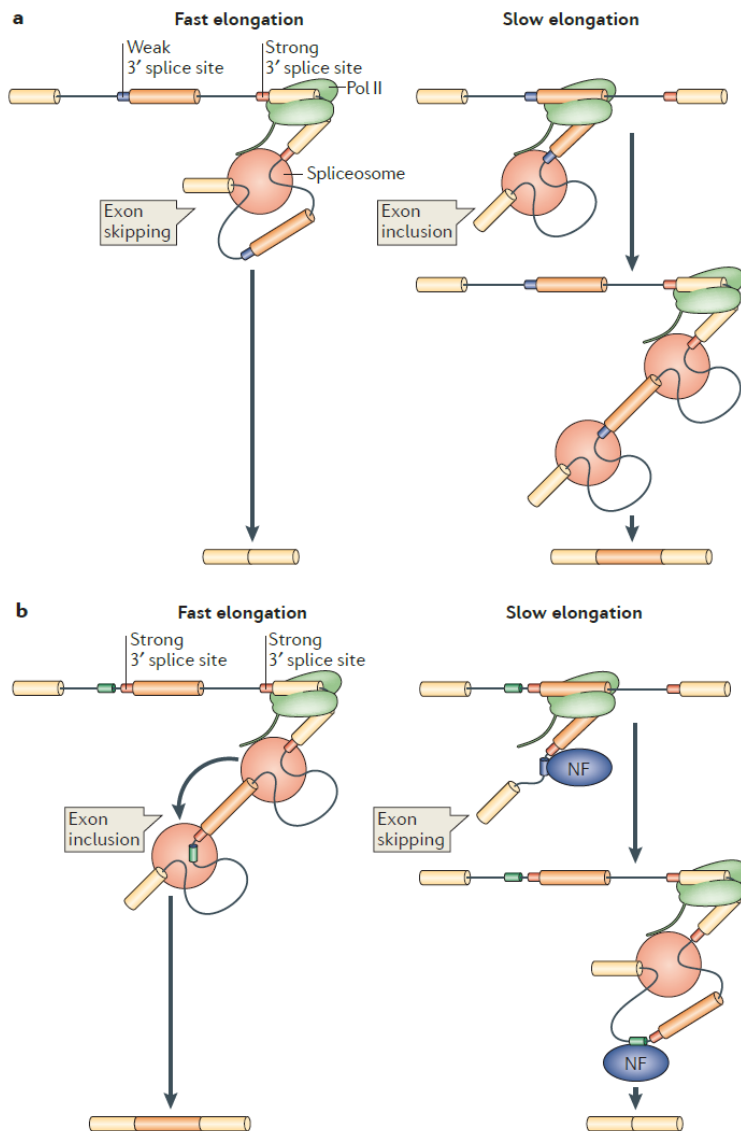 a
Fast elongation
Slow elongation
Weak
3′ splice site
Strong
3′ splice site
Pol II
Spliceosome
Exon
skipping
Exon
inclusion
b
Fast elongation
Slow elongation
Strong
3′ splice site
Strong
3′ splice site
NF
Exon
inclusion
Exon
skipping
NF